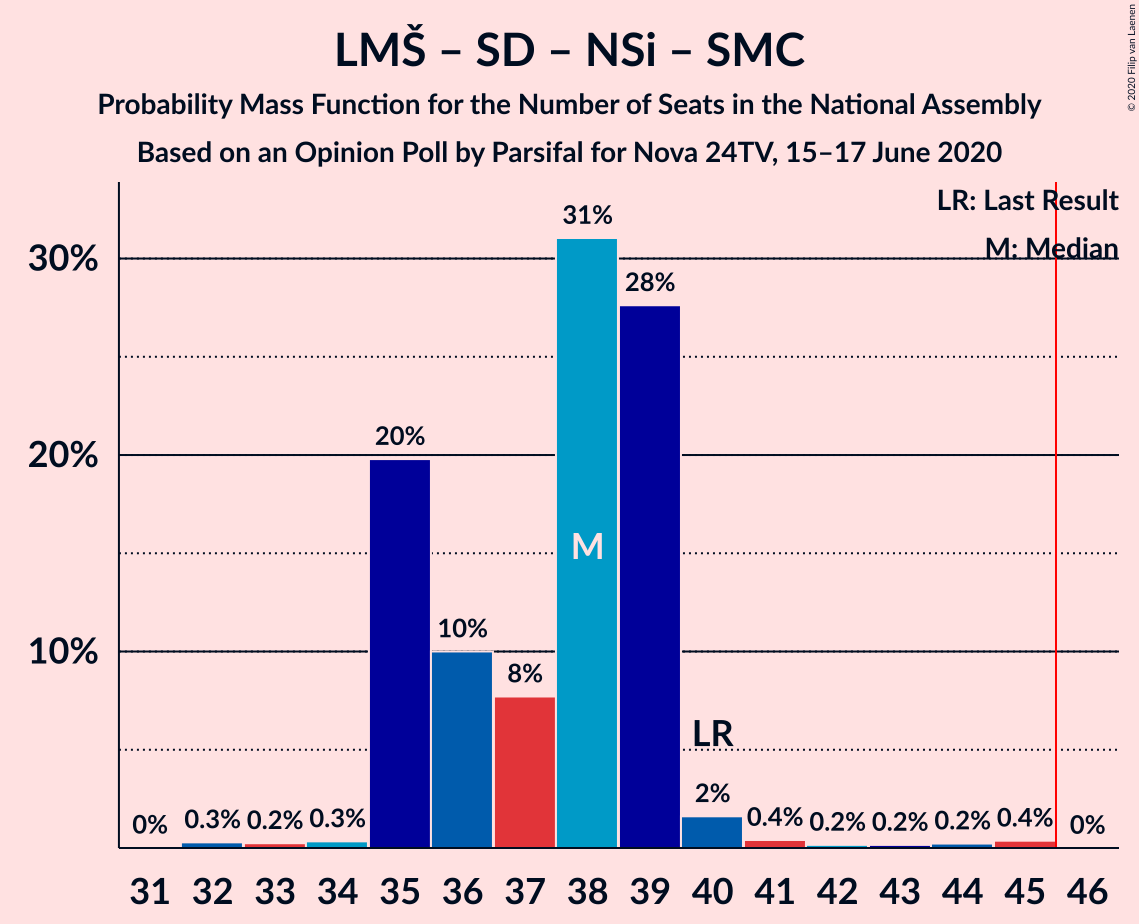 LMŠ – SD – NSi – SMC
Probability Mass Function for the Number of Seats in the National Assembly
Based on an Opinion Poll by Parsifal for Nova 24TV, 15–17 June 2020
© 2020 Filip van Laenen
LR: Last Result
M: Median
30%
20%
10%
0%
0.3%
0.2%
0.3%
20%
10%
8%
31%
28%
2%
0.4%
0.2%
0.2%
0.2%
0.4%
0%
M
LR
31 32 33 34 35 36 37 38 39 40 41 42 43 44 45 46